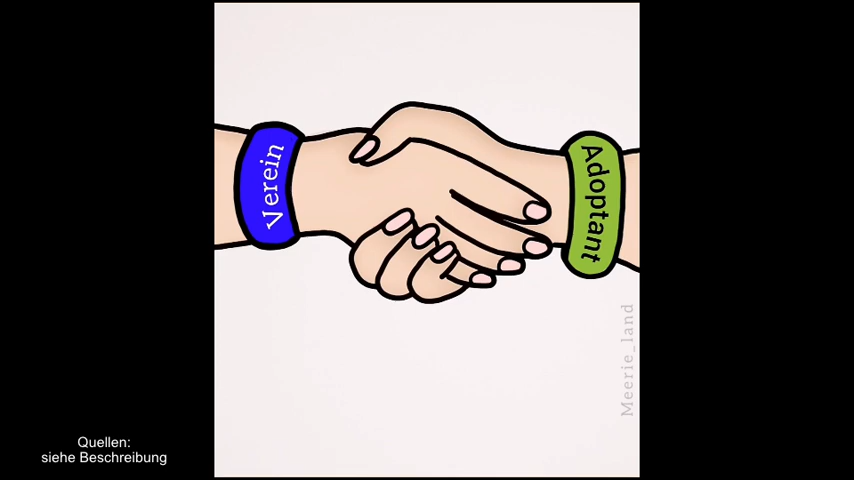 Verein
Adoptant
Meerie_land
Quellen:
siehe Beschreibung